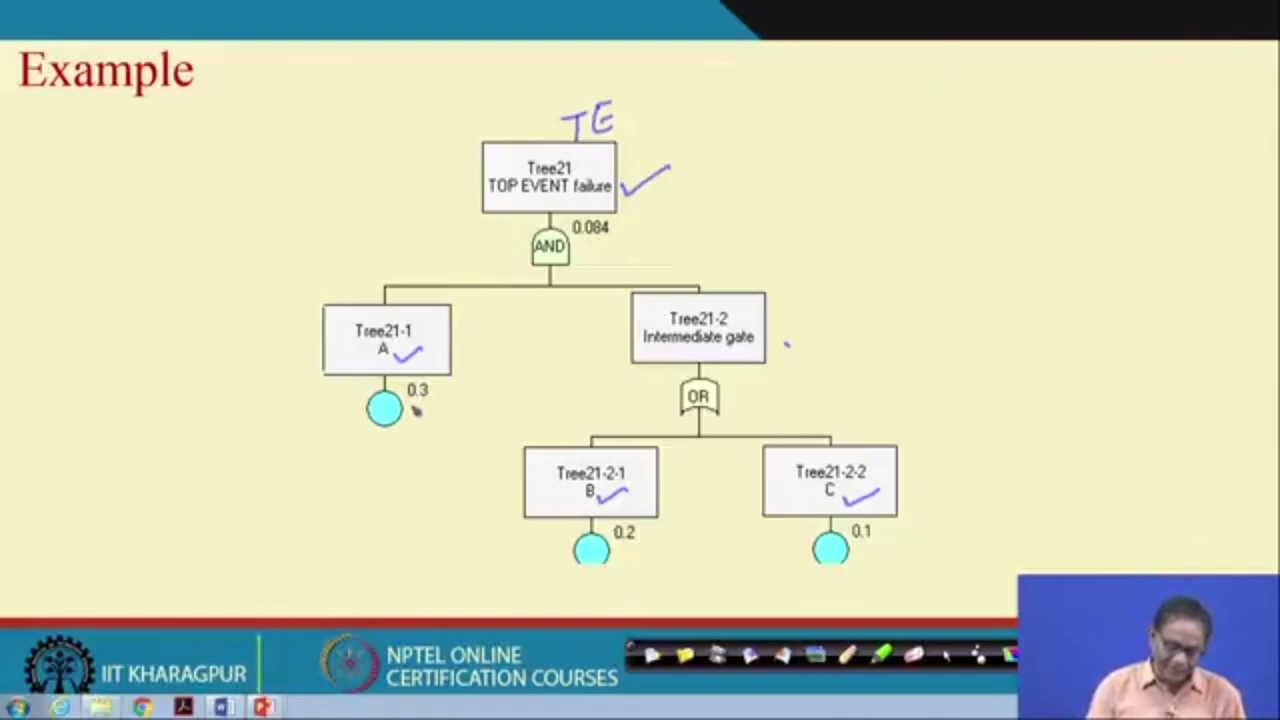 Example
TE
Tree21
TOP EVENT failure
0.084
AND
Tree21-1
A
0.3
Tree21-2
Intermediate gate
OR
Tree21-2-1
B
0.2
Tree21-2-2
C
0.1
IIT KHARAGPUR
NPTEL ONLINE
CERTIFICATION COURSES